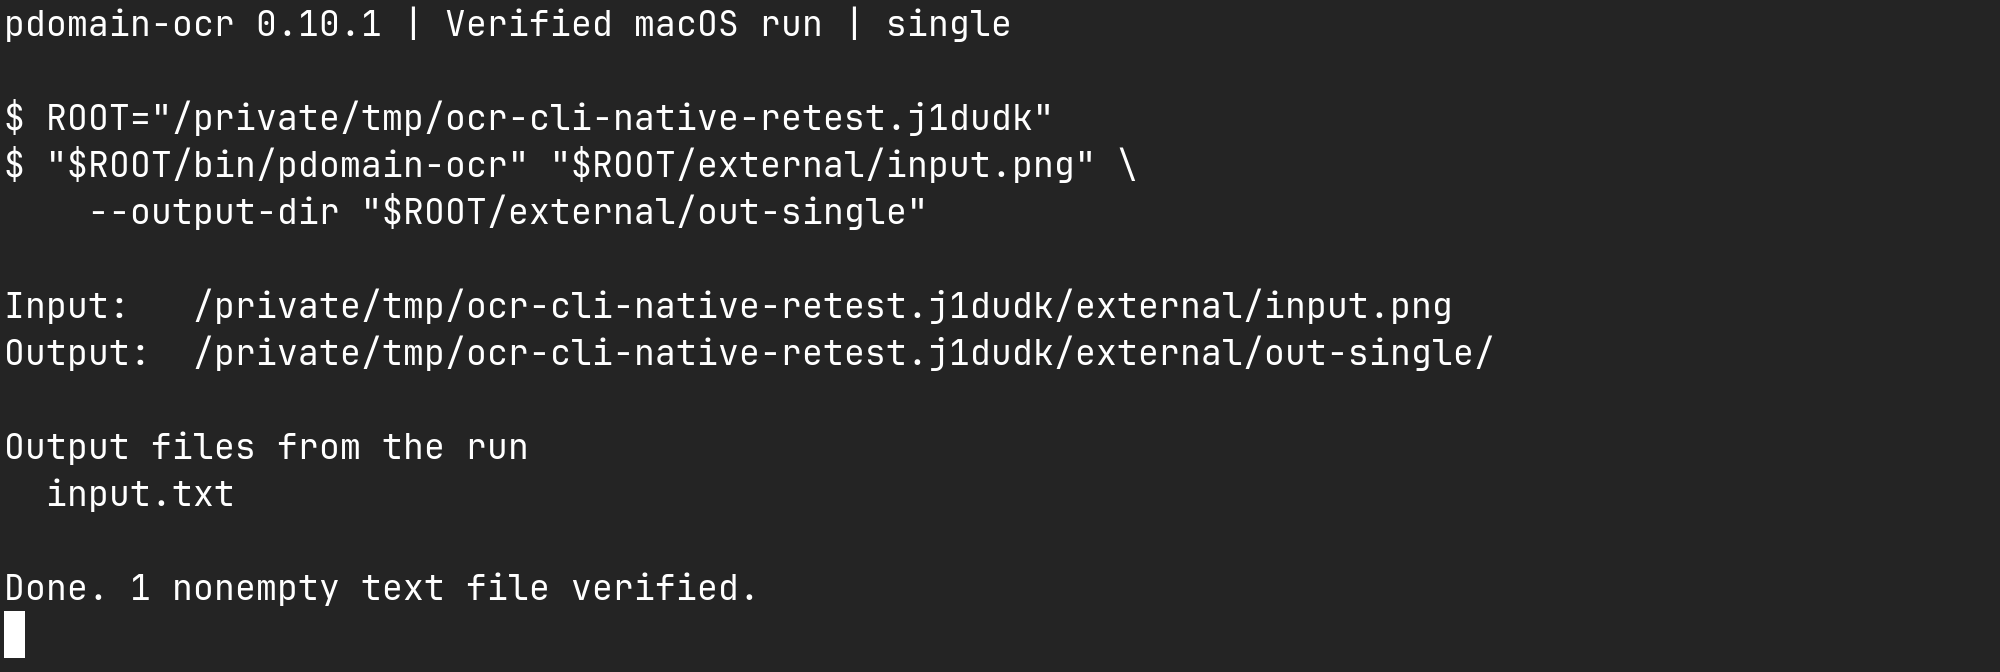 pdomain-ocr 0.10.1 | Verified macOS run | single
$ ROOT="/private/tmp/ocr-cli-native-retest.j1dudk"
$ "$ROOT/bin/pdomain-ocr" "$ROOT/external/input.png" \
    --output-dir "$ROOT/external/out-single"
Input:   /private/tmp/ocr-cli-native-retest.j1dudk/external/input.png
Output:  /private/tmp/ocr-cli-native-retest.j1dudk/external/out-single/
Output files from the run
  input.txt
Done. 1 nonempty text file verified.